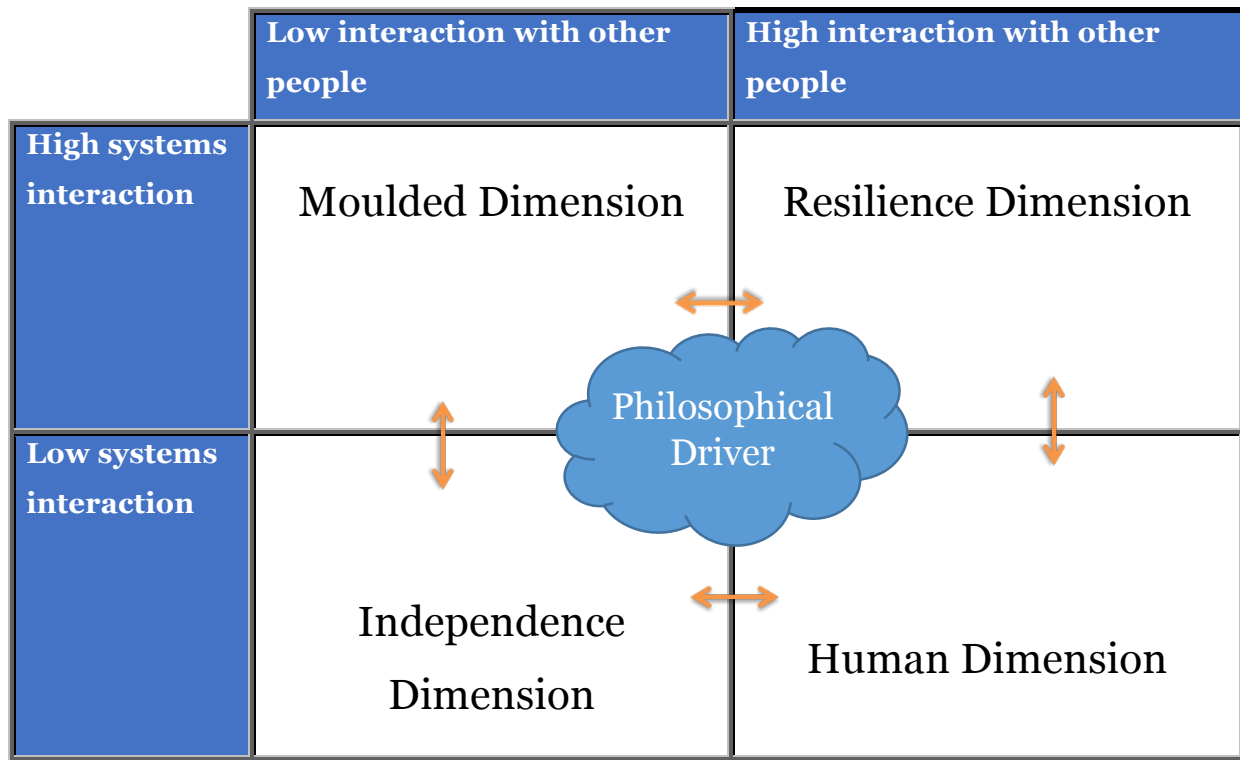 Low interaction with other
people
High interaction with other
people
High systems
interaction
Moulded Dimension
Resilience Dimension
Philosophical
Driver
Low systems
interaction
Independence
Dimension
Human Dimension